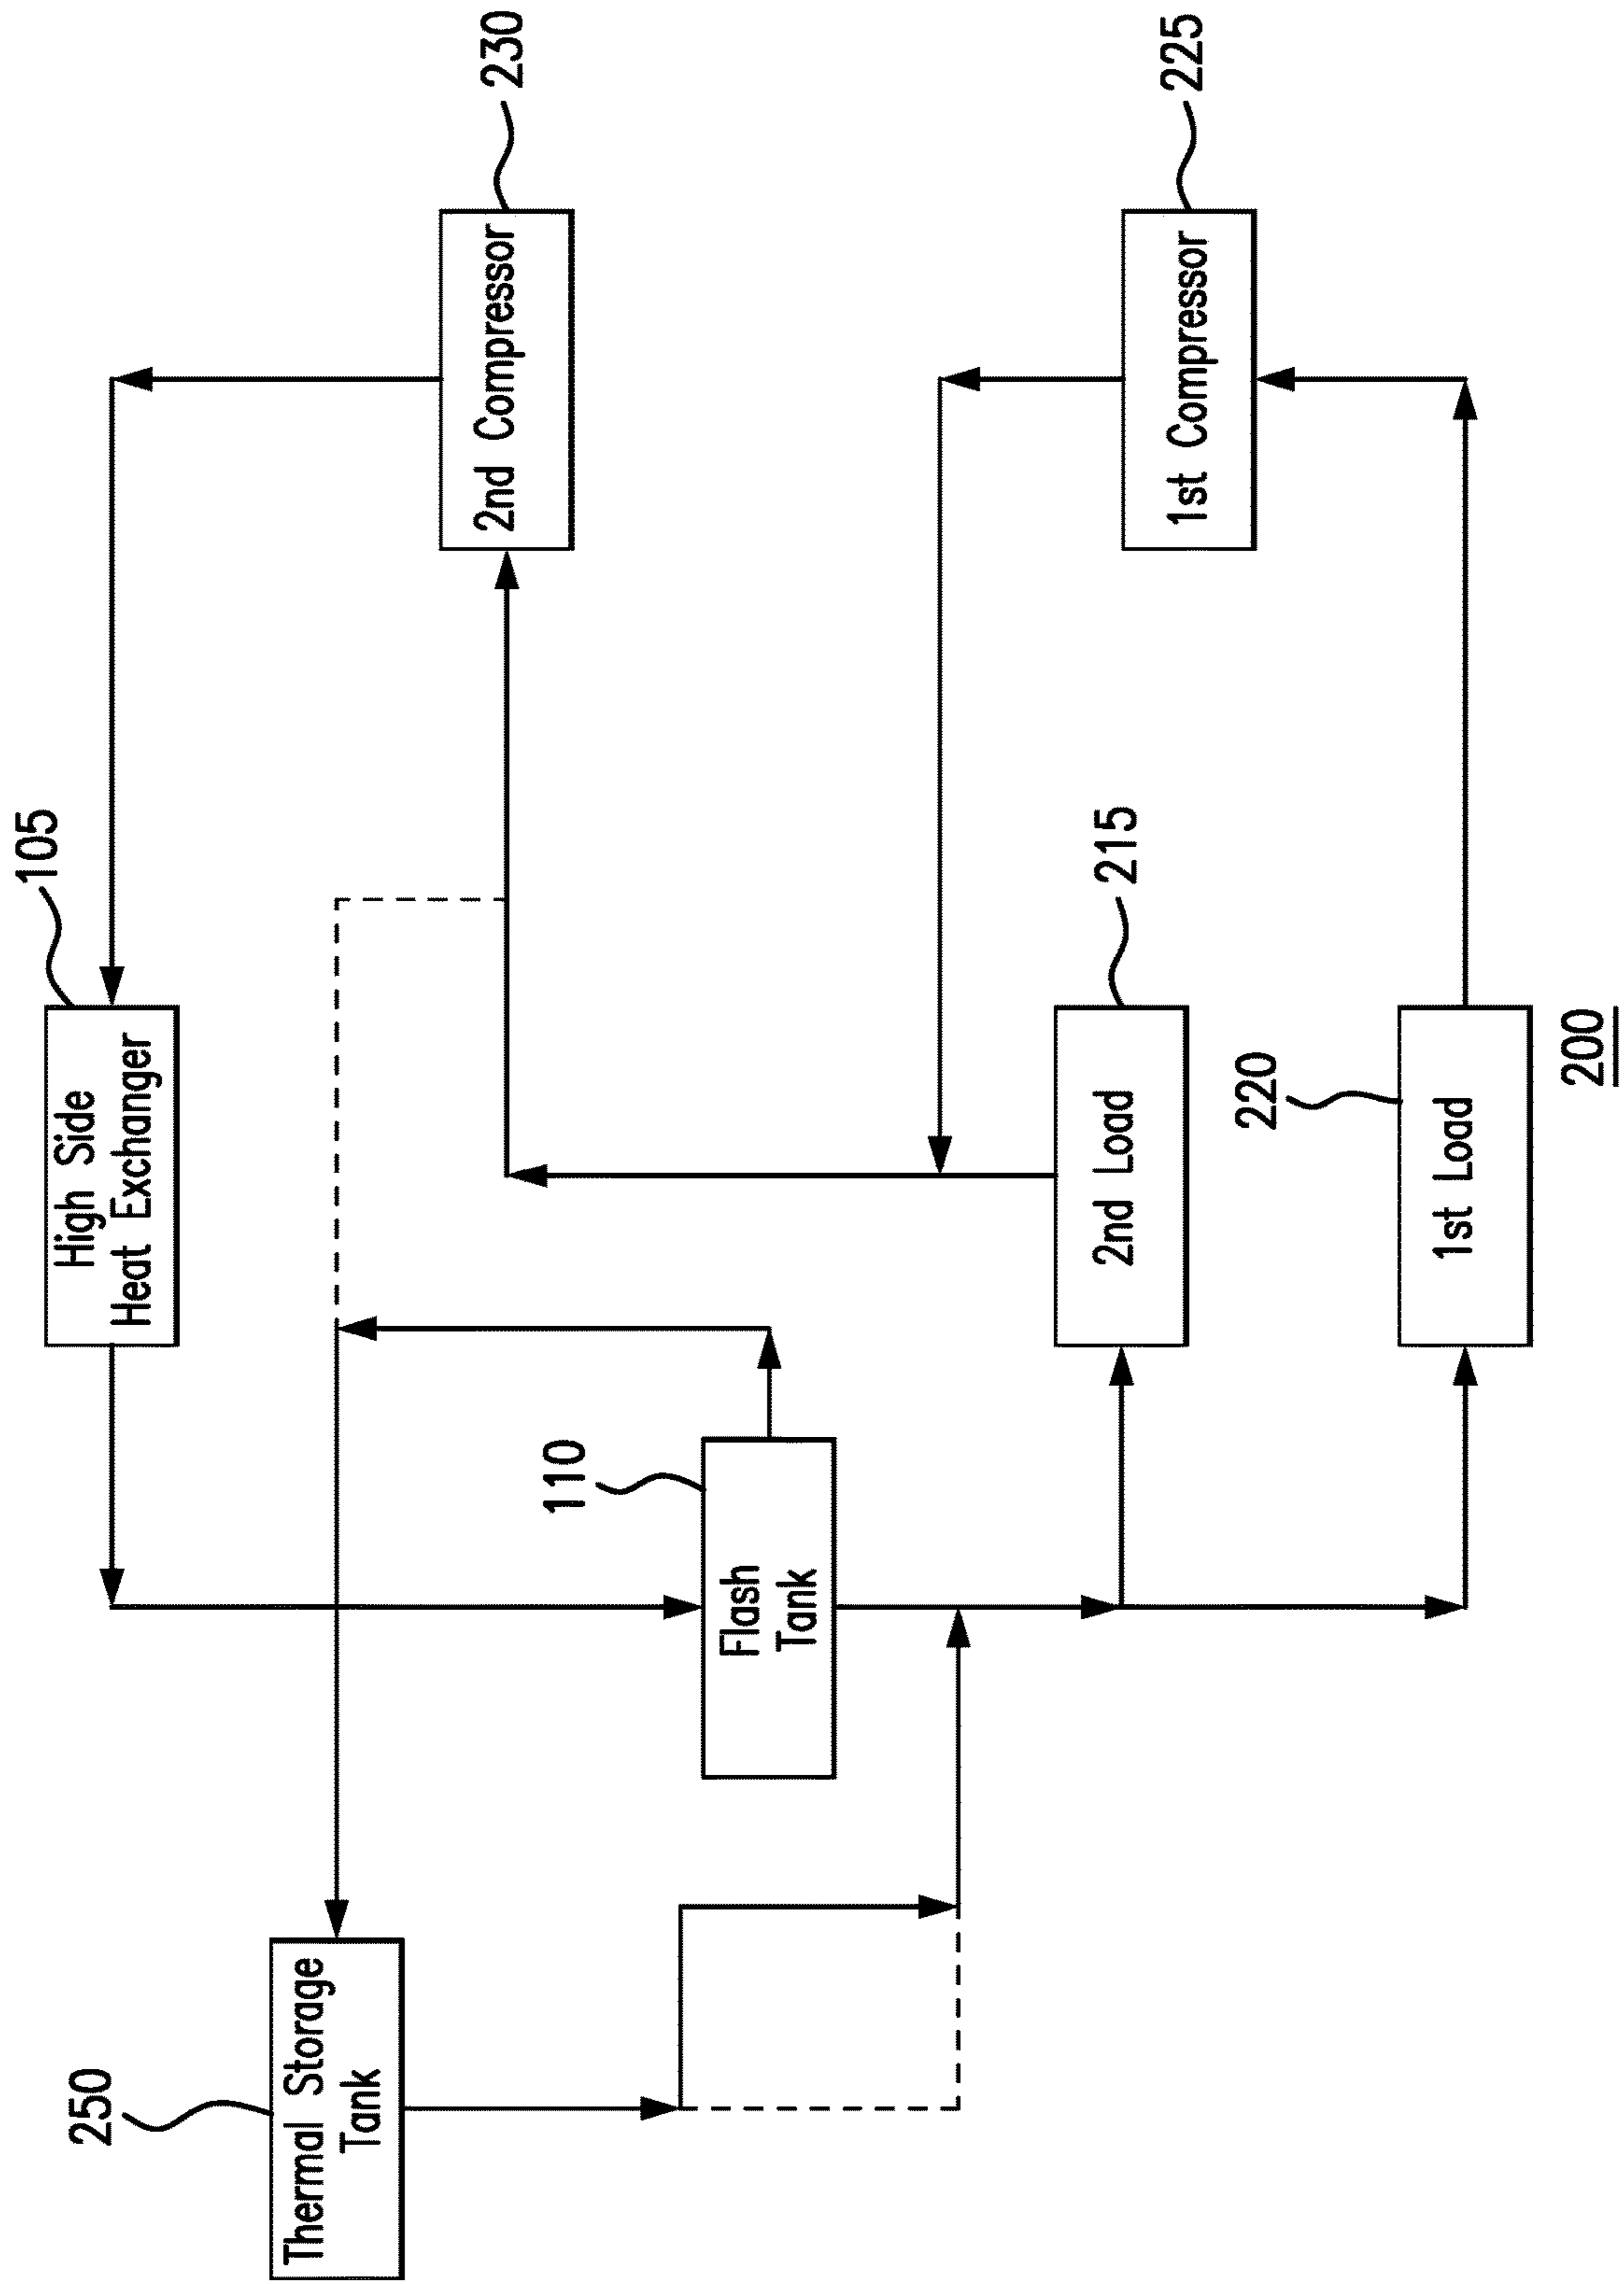 250
Thermal Storage
Tank
110
Flash
Tank
105
High Side
Heat Exchanger
220
1st Load
215
2nd Load
230
2nd Compressor
225
1st Compressor
200